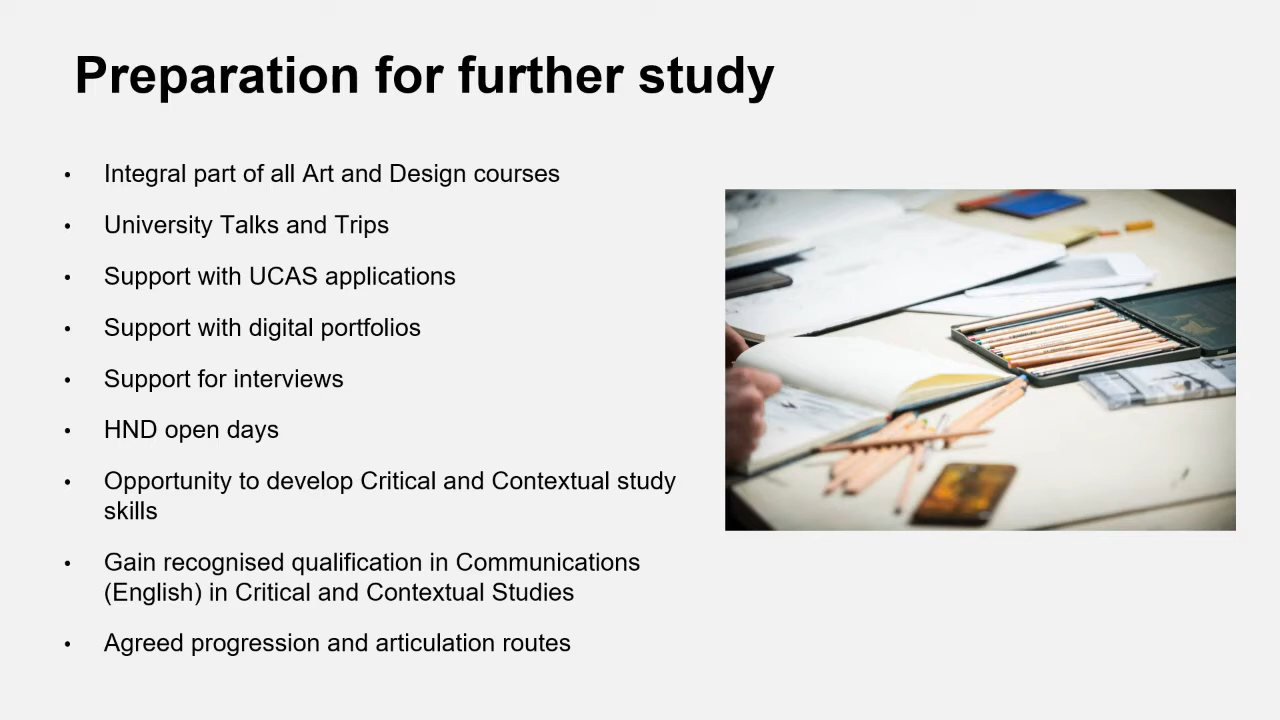 Preparation for further study
• Integral part of all Art and Design courses
• University Talks and Trips
• Support with UCAS applications
• Support with digital portfolios
• Support for interviews
• HND open days
• Opportunity to develop Critical and Contextual study
skills
• Gain recognised qualification in Communications
(English) in Critical and Contextual Studies
• Agreed progression and articulation routes